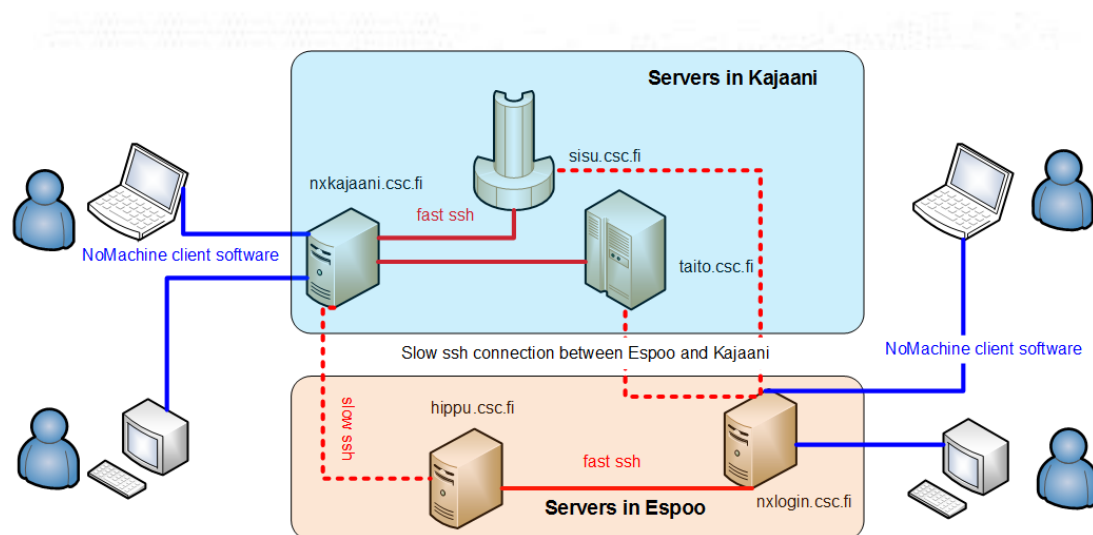 Servers in Kajaani
sisu.csc.fi
nxkajaani.csc.fi
fast ssh
NoMachine client software
taito.csc.fi
Slow ssh connection between Espoo and Kajaani
NoMachine client software
slow ssh
hippu.csc.fi
fast ssh
nxlogin.csc.fi
Servers in Espoo